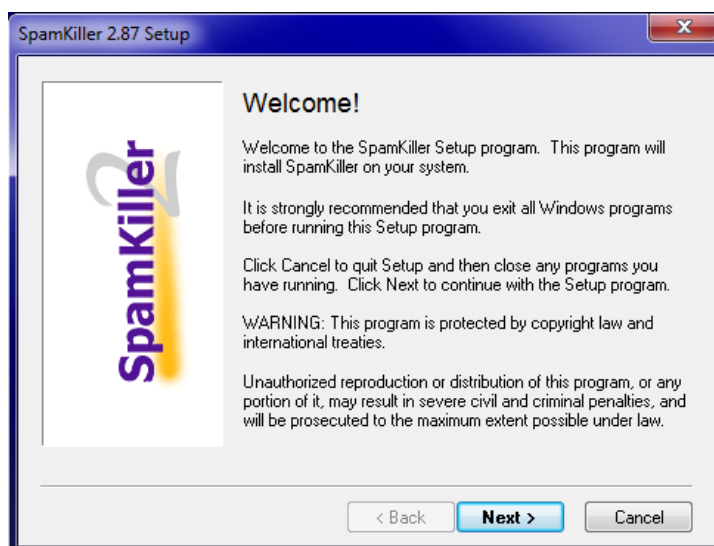 SpamKiller 2.87 Setup
SpamKiller 2
Welcome!
Welcome to the SpamKiller Setup program.  This program will
install SpamKiller on your system.
It is strongly recommended that you exit all Windows programs
before running this Setup program.
Click Cancel to quit Setup and then close any programs you
have running.  Click Next to continue with the Setup program.
WARNING: This program is protected by copyright law and
international treaties.
Unauthorized reproduction or distribution of this program, or any
portion of it, may result in severe civil and criminal penalties, and
will be prosecuted to the maximum extent possible under law.
< Back
Next >
Cancel